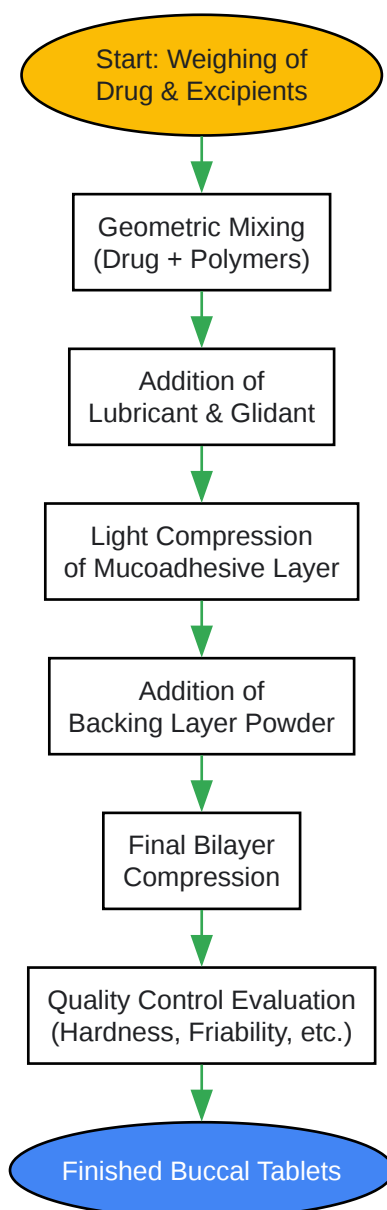 Start: Weighing of
Drug & Excipients
Geometric Mixing
(Drug + Polymers)
Addition of
Lubricant & Glidant
Light Compression
of Mucoadhesive Layer
Addition of
Backing Layer Powder
Final Bilayer
Compression
Quality Control Evaluation
(Hardness, Friability, etc.)
Finished Buccal Tablets